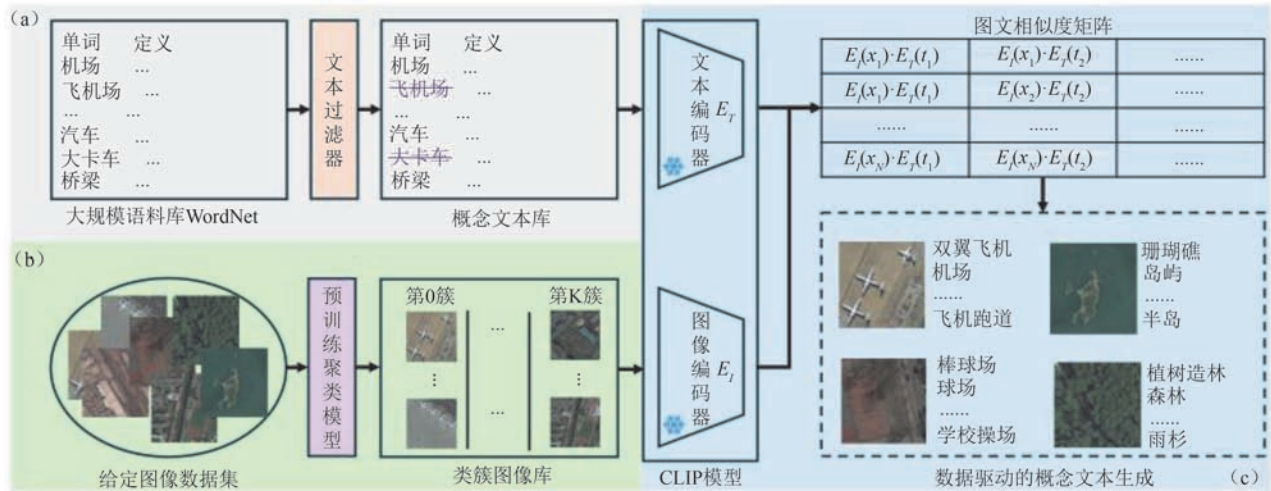 (a)
单词 定义
机场 ...
飞机场 ...
... ...
汽车 ...
大卡车 ...
桥梁 ...
大规模语料库WordNet
文本过滤器
单词 定义
机场 ...
飞机场 ...
... ...
汽车 ...
大卡车 ...
桥梁 ...
概念文本库
(b)
给定图像数据集
预训练聚类模型
第0簇 ... 第K簇
⋮ ⋮
...
类簇图像库
文本编码器 E_T
图像编码器 E_I
CLIP模型
图文相似度矩阵
E_I(x_1)·E_T(t_1) E_I(x_1)·E_T(t_2) ……
E_I(x_1)·E_T(t_1) E_I(x_2)·E_T(t_2) ……
…… …… ……
E_I(x_N)·E_T(t_1) E_I(x_N)·E_T(t_2) ……
双翼飞机
机场
……
飞机跑道
珊瑚礁
岛屿
……
半岛
棒球场
球场
……
学校操场
植树造林
森林
……
雨杉
数据驱动的概念文本生成
(c)